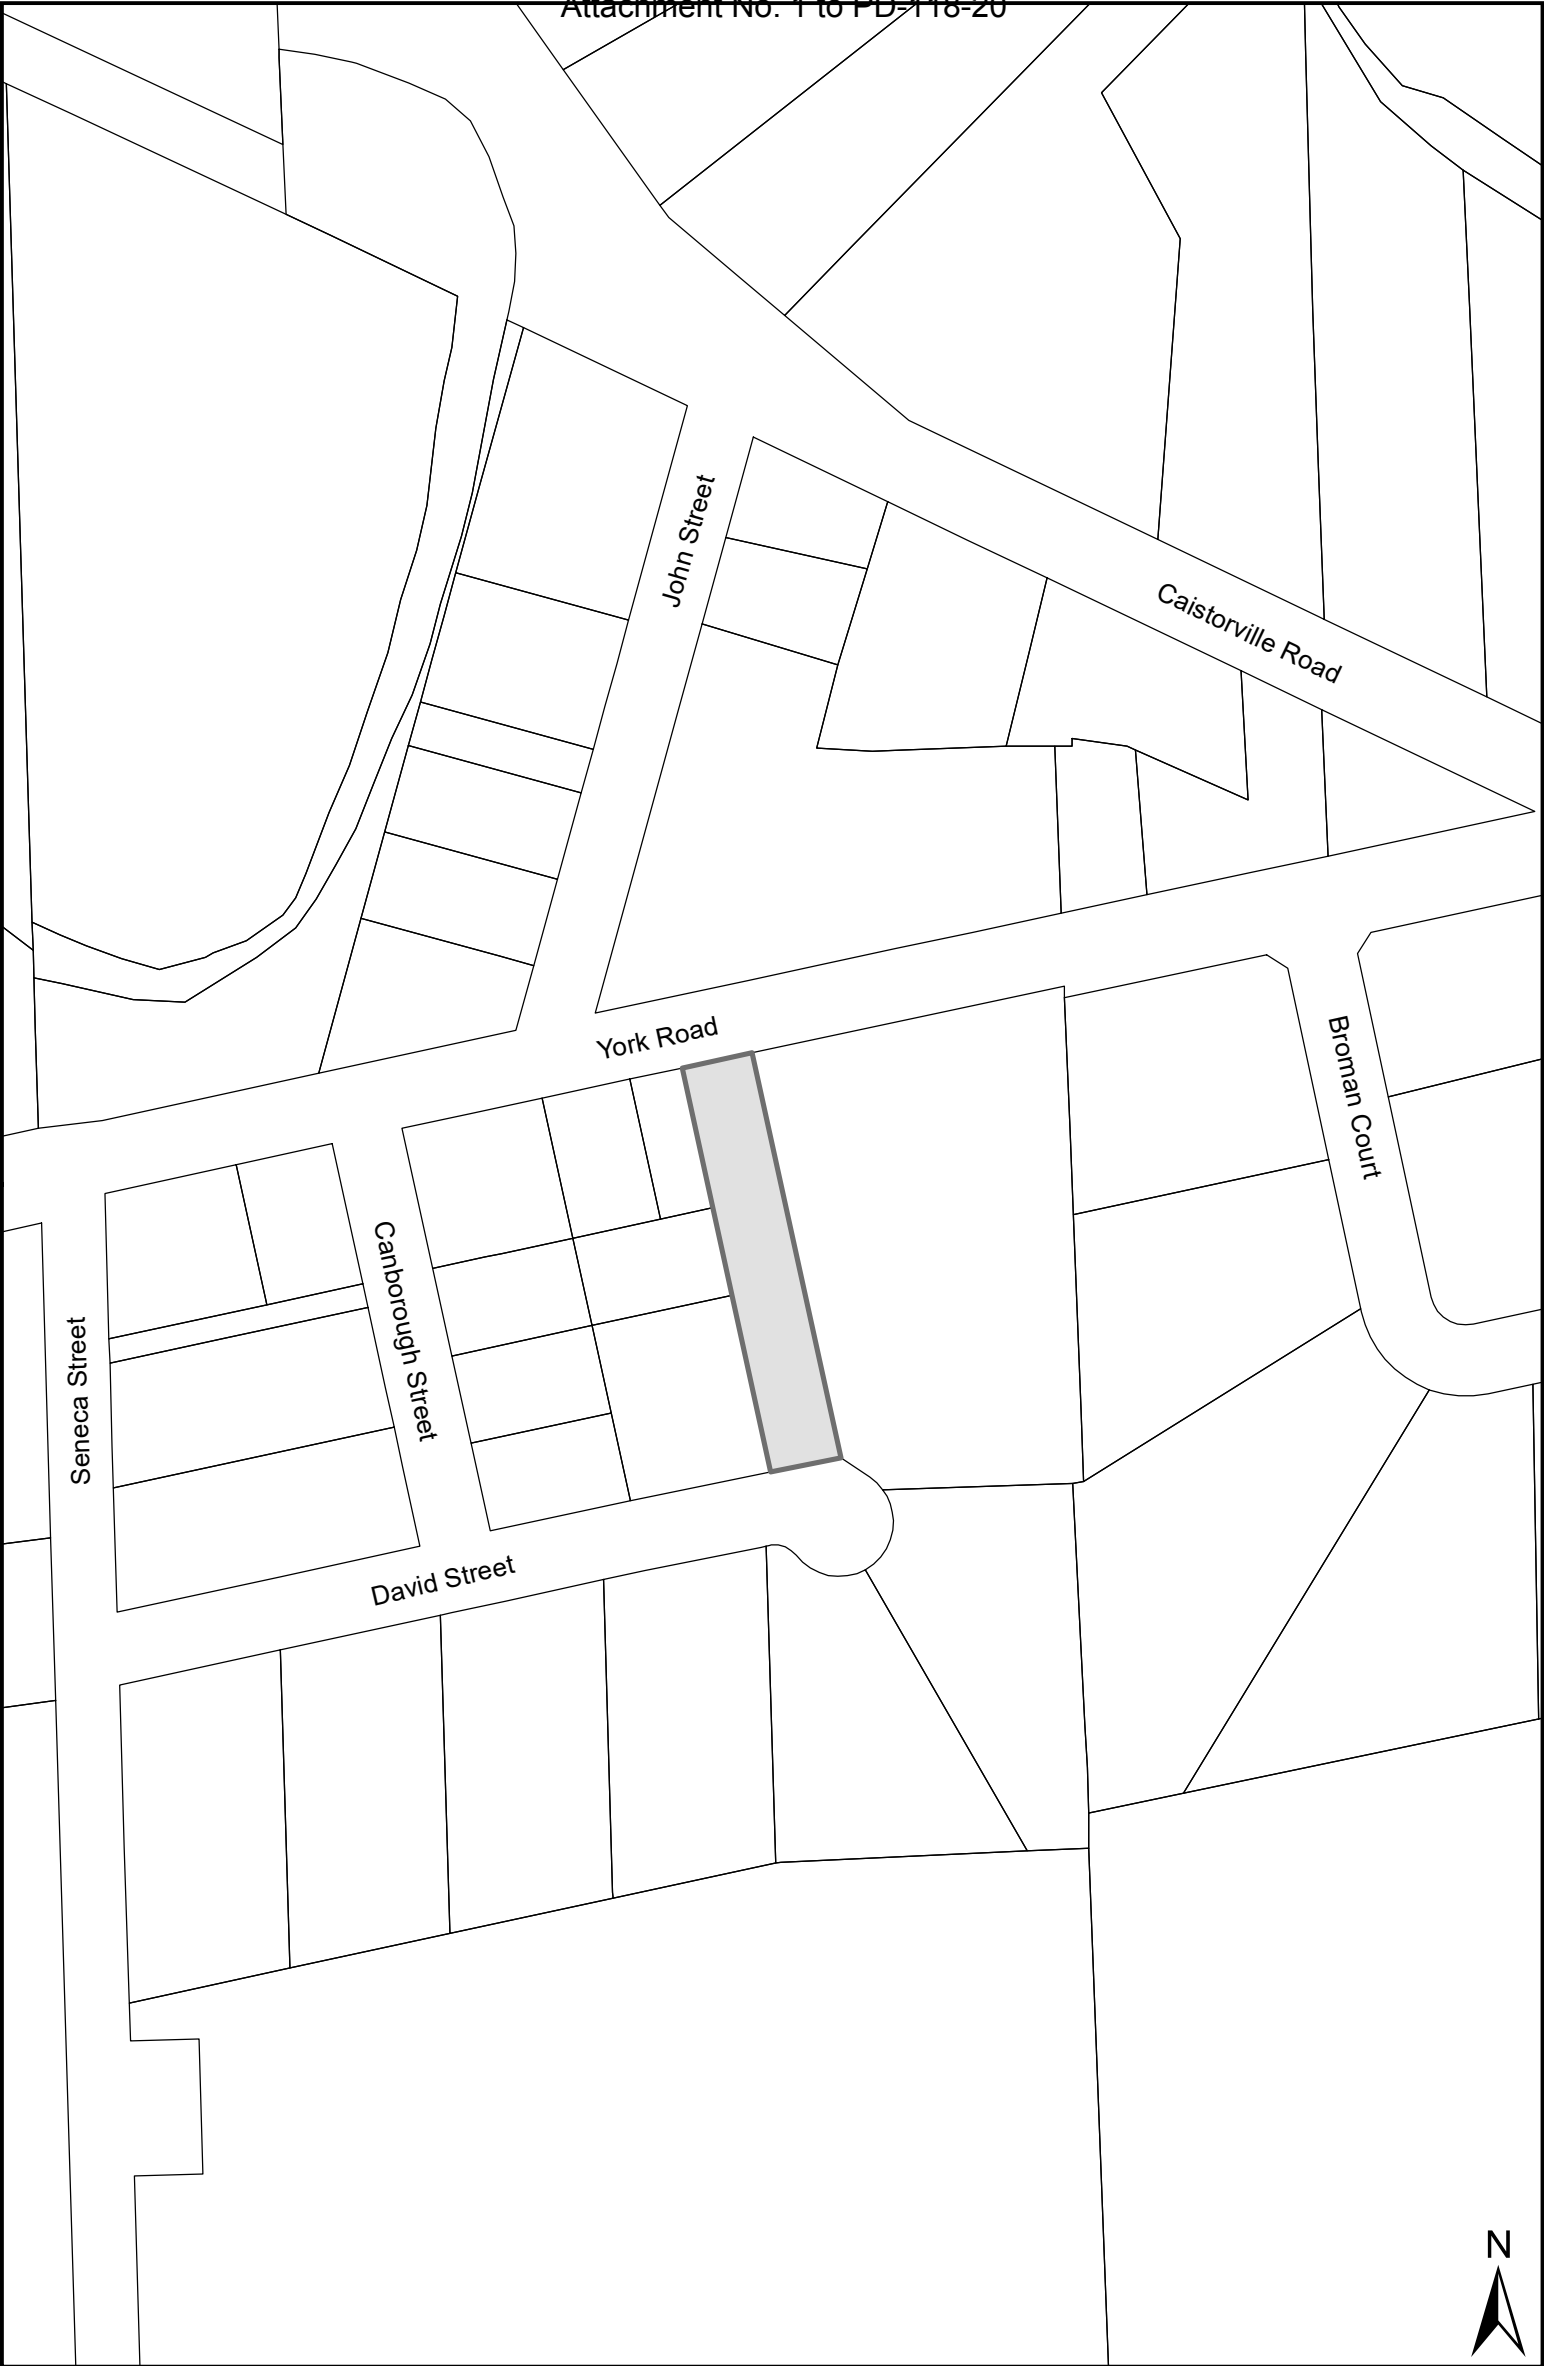 Attachment No. 1 to PD-118-20
John Street
Caistorville Road
York Road
Broman Court
Canborough Street
Seneca Street
David Street
N